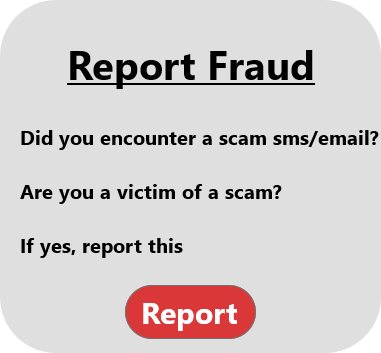 Report Fraud
Did you encounter a scam sms/email?
Are you a victim of a scam?
If yes, report this
Report